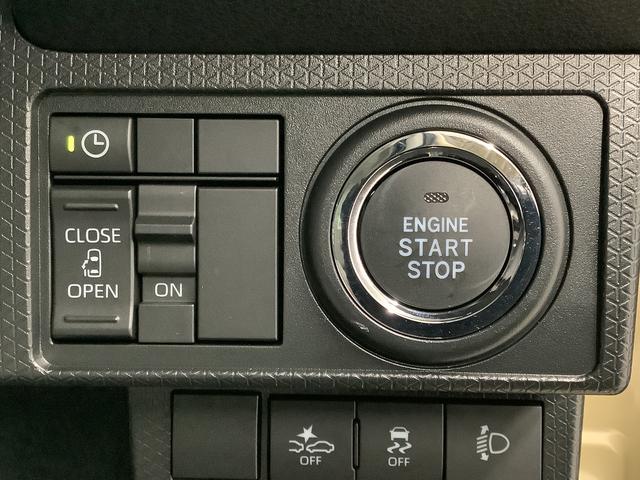 CLOSE
OPEN
ON
ENGINE
START
STOP
OFF
OFF